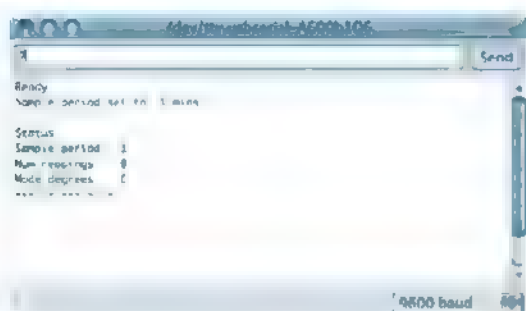 ?
Send
Ready
Sample period set to 1 mins
Status
Sample period 1
Num readings 0
Mode degrees C
9600 baud